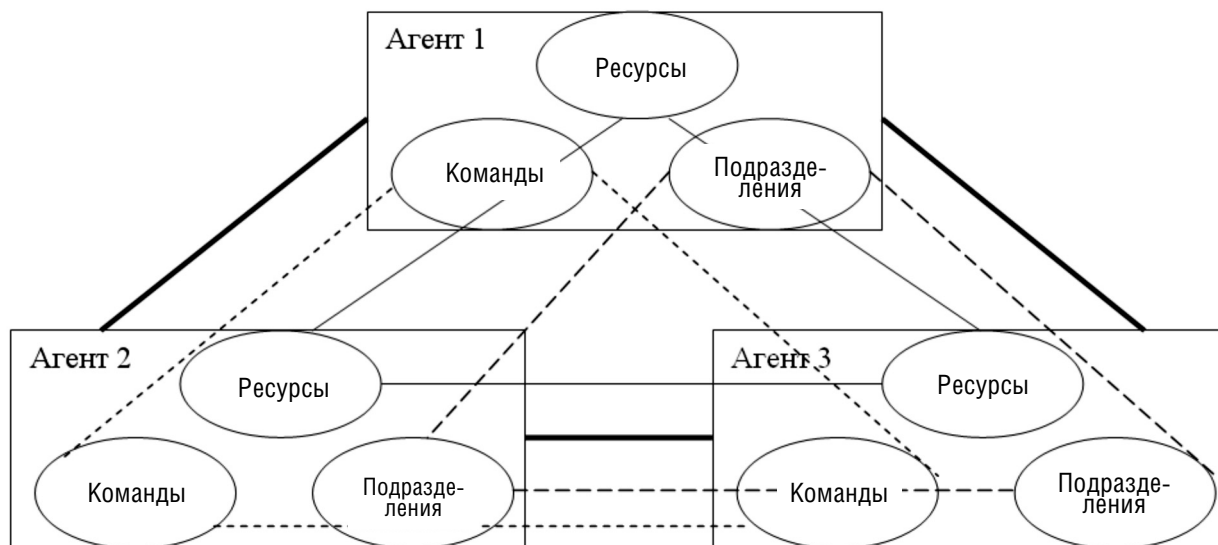 Агент 1
Ресурсы
Команды
Подразде-
ления
Агент 2
Ресурсы
Команды
Подразде-
ления
Агент 3
Ресурсы
Команды
Подразде-
ления